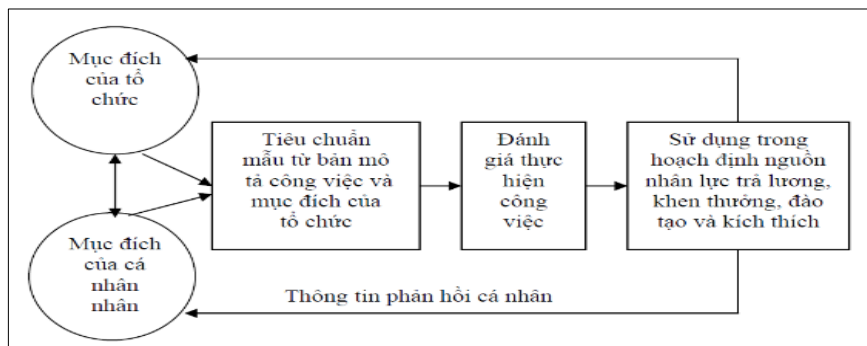 Mục đích
của tổ
chức
Tiêu chuẩn
mẫu từ bản mô
tả công việc và
mục đích của
tổ chức
Đánh
giá thực
hiện
công
việc
Sử dụng trong
hoạch định nguồn
nhân lực trả lương,
khen thưởng, đào
tạo và kích thích
Mục đích
của cá
nhân
nhân
Thông tin phản hồi cá nhân